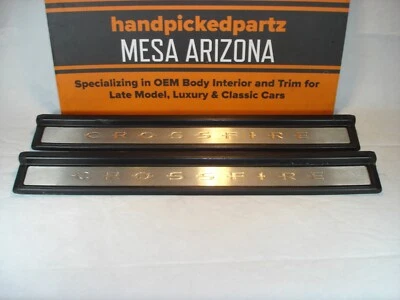 handpickedpartz
MESA ARIZONA
Specializing in OEM Body Interior and Trim for
Late Model, Luxury & Classic Cars
CROSSFIRE
CROSSFIRE